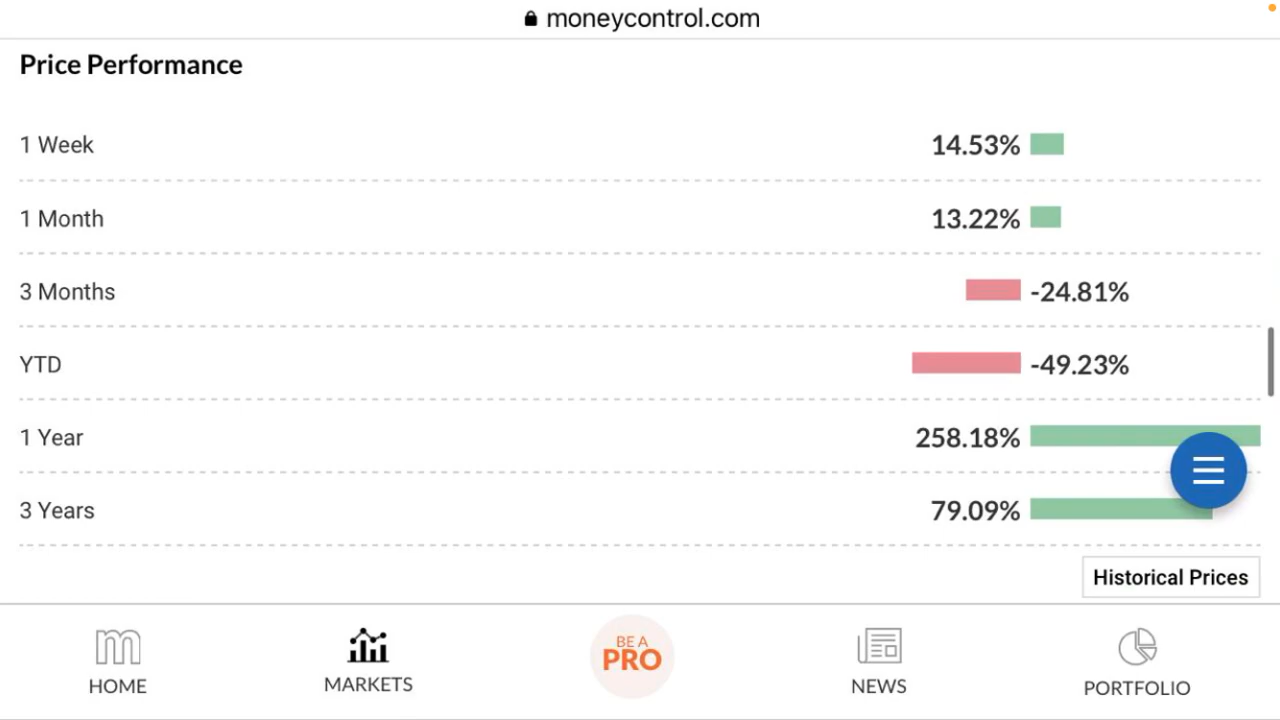 moneycontrol.com
Price Performance
1 Week 14.53%
1 Month 13.22%
3 Months -24.81%
YTD -49.23%
1 Year 258.18%
3 Years 79.09%
Historical Prices
m
BE A
PRO
HOME MARKETS NEWS PORTFOLIO